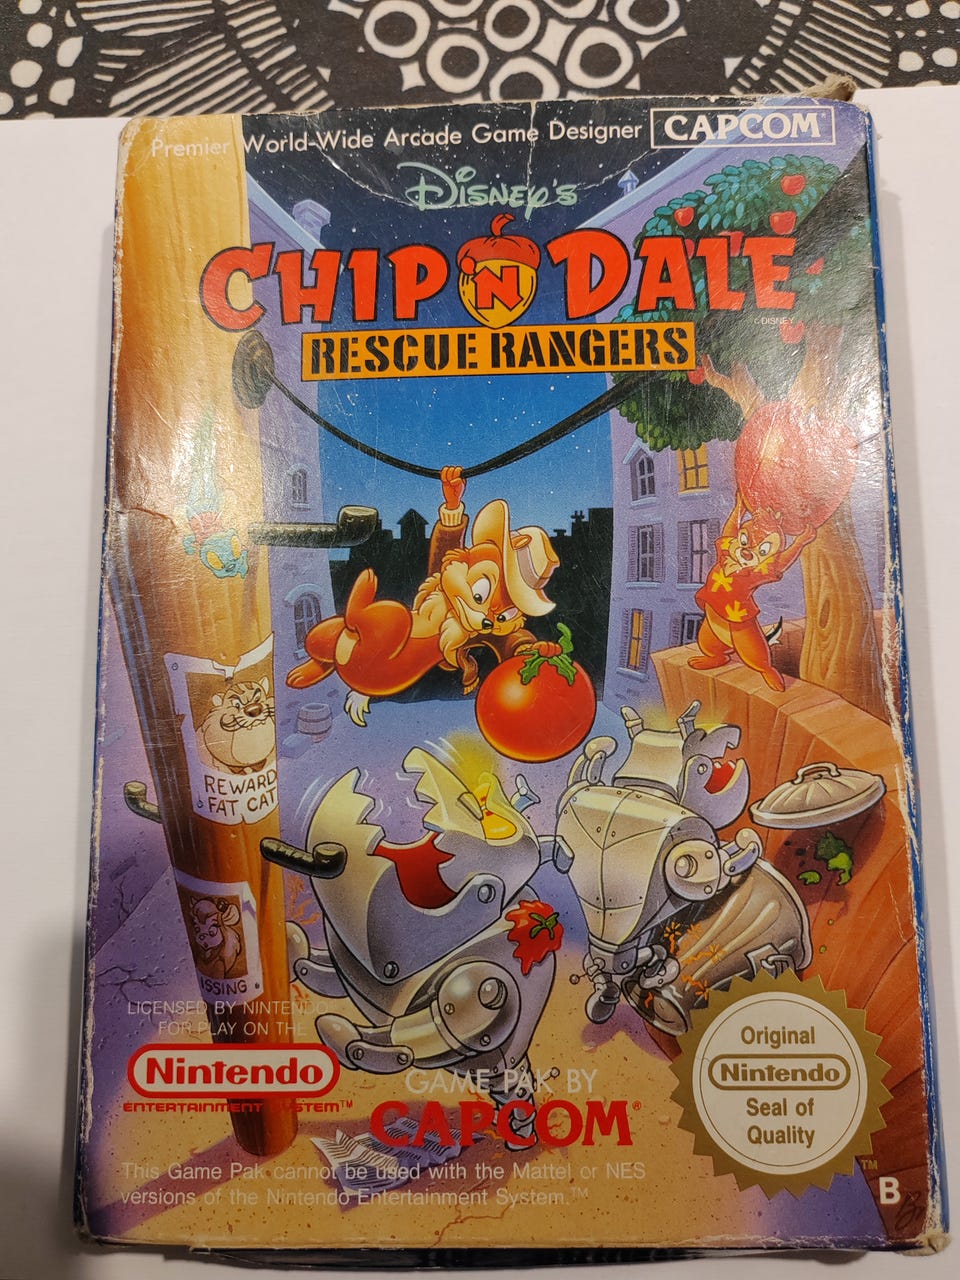 Premier World-Wide Arcade Game Designer CAPCOM®
Disney's
CHIP N DALE
© DISNEY
RESCUE RANGERS
REWARD
FAT CAT
ISSING
LICENSED BY NINTENDO
FOR PLAY ON THE
Nintendo®
ENTERTAINMENT SYSTEM™
GAME PAK BY
CAPCOM®
This Game Pak cannot be used with the Mattel or NES
versions of the Nintendo Entertainment System.™
Original
Nintendo®
Seal of
Quality
TM
B